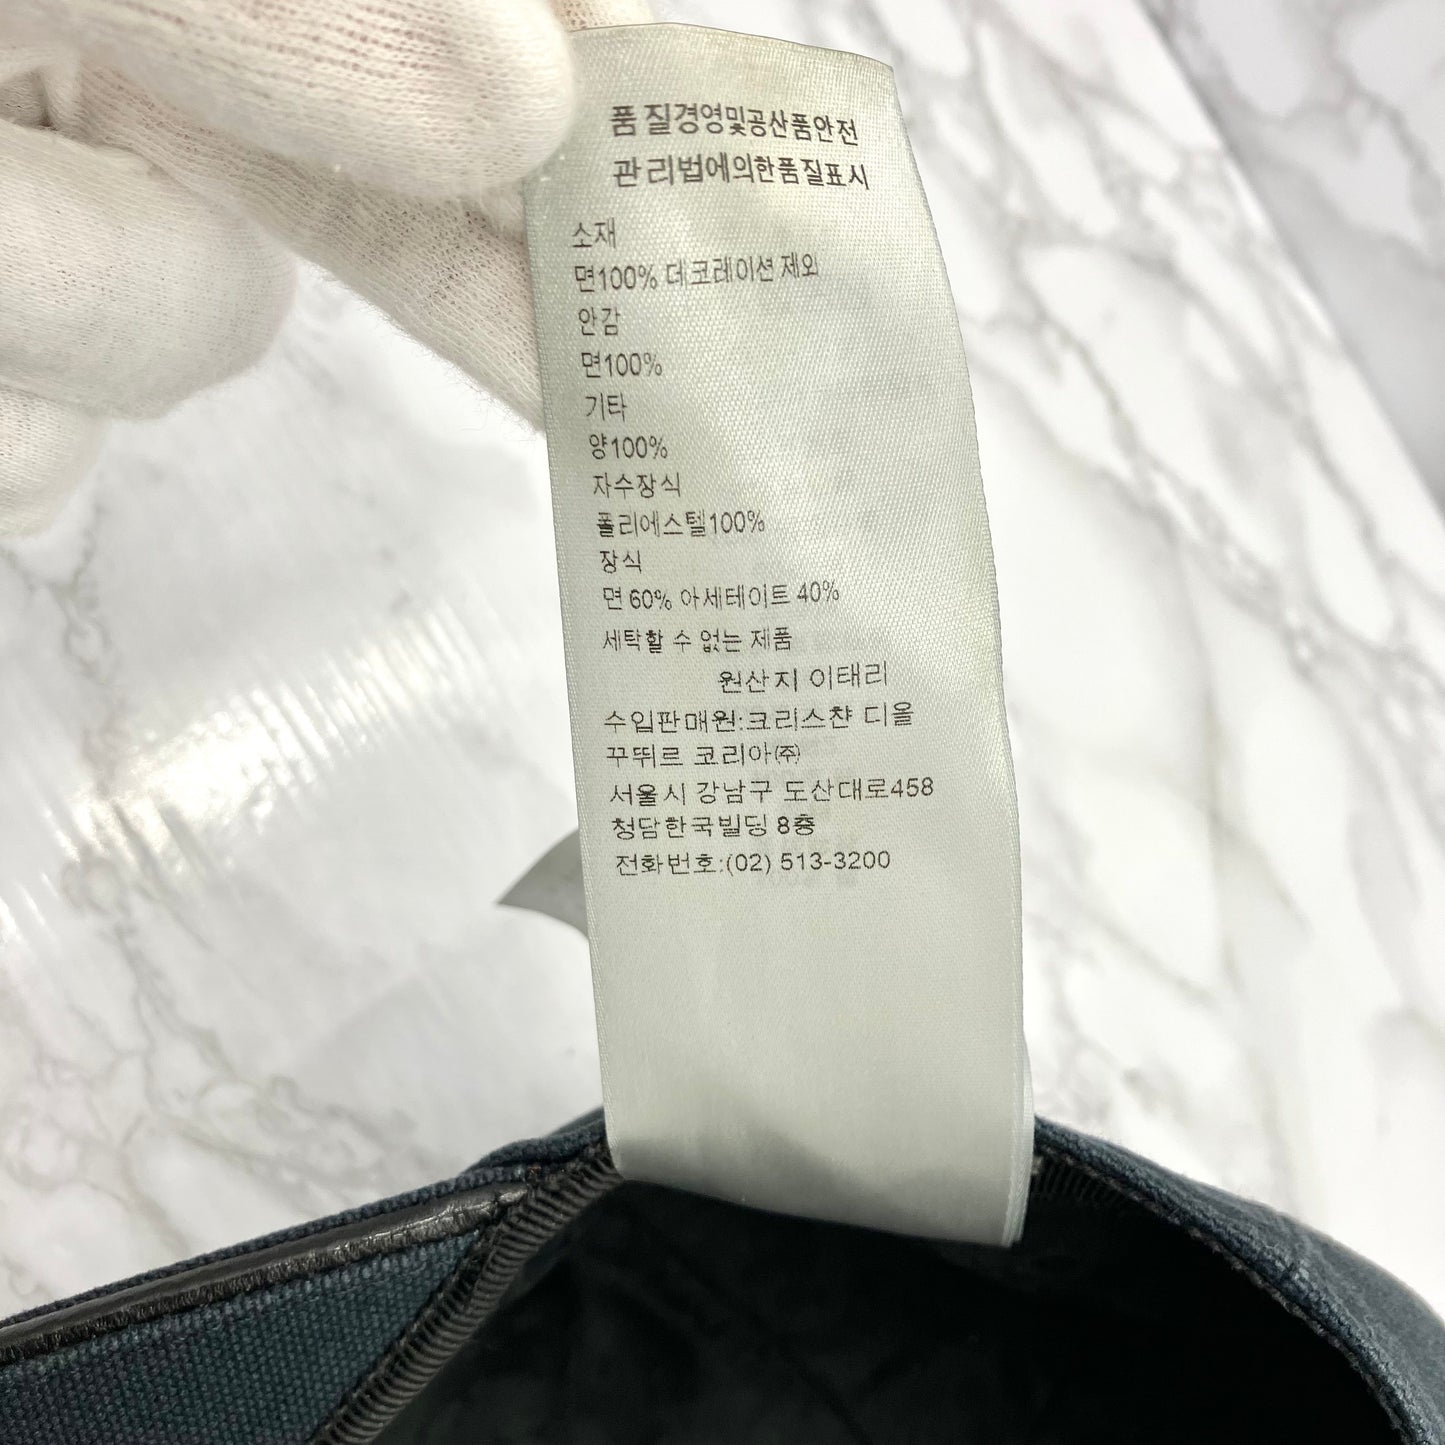 품 질경영및공산품안전
관리법에의한품질표시
소재
면100% 데코레이션 제외
안감
면100%
기타
양100%
자수장식
폴리에스텔100%
장식
면 60% 아세테이트 40%
세탁할 수 없는 제품
원산지 이태리
수입판매원:크리스챤 디올
꾸뛰르 코리아㈜
서울시 강남구 도산대로458
청담한국빌딩 8층
전화번호:(02) 513-3200